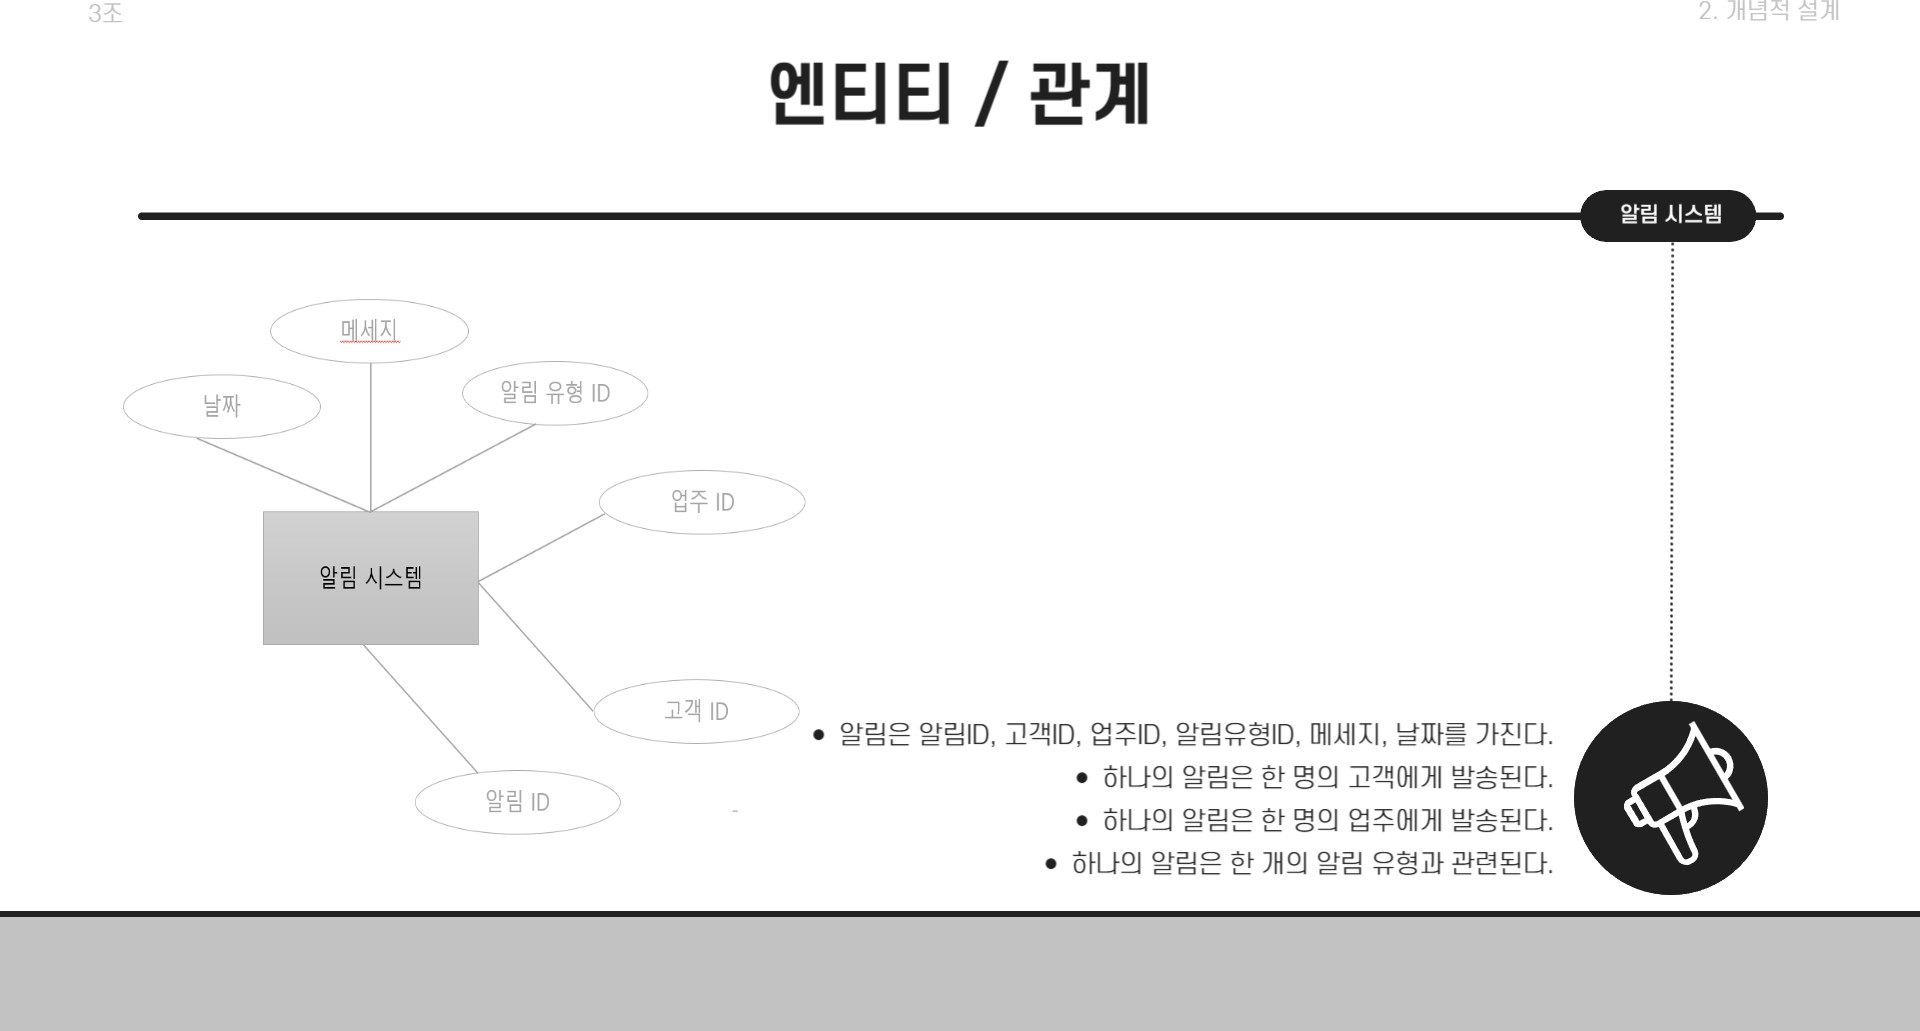 3조
2. 개념적 설계
엔티티 / 관계
알림 시스템
메세지
알림 유형 ID
날짜
업주 ID
알림 시스템
고객 ID
알림 ID
-
• 알림은 알림ID, 고객ID, 업주ID, 알림유형ID, 메세지, 날짜를 가진다.
• 하나의 알림은 한 명의 고객에게 발송된다.
• 하나의 알림은 한 명의 업주에게 발송된다.
• 하나의 알림은 한 개의 알림 유형과 관련된다.